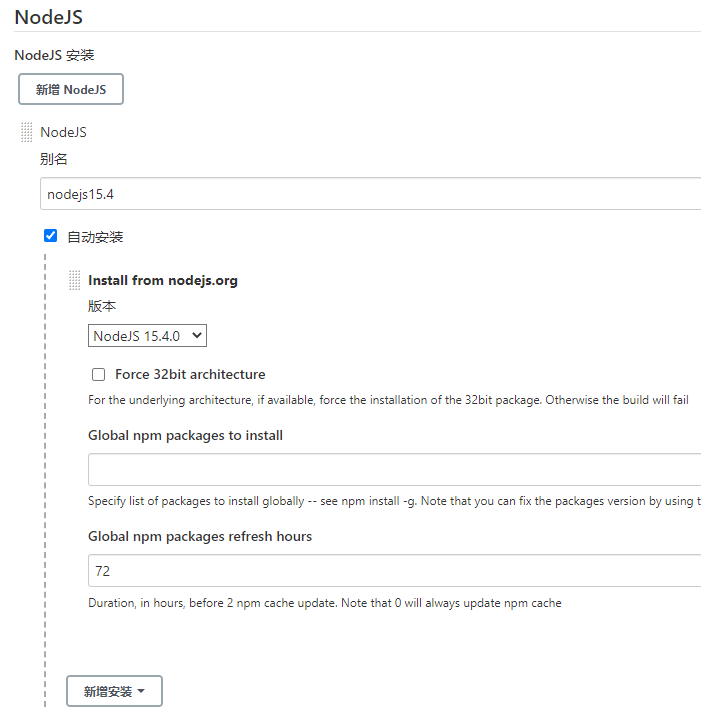 NodeJS
NodeJS 安装
新增 NodeJS
NodeJS
别名
nodejs15.4
自动安装
Install from nodejs.org
版本
NodeJS 15.4.0
Force 32bit architecture
For the underlying architecture, if available, force the installation of the 32bit package. Otherwise the build will fail
Global npm packages to install
Specify list of packages to install globally -- see npm install -g. Note that you can fix the packages version by using
Global npm packages refresh hours
72
Duration, in hours, before 2 npm cache update. Note that 0 will always update npm cache
新增安装